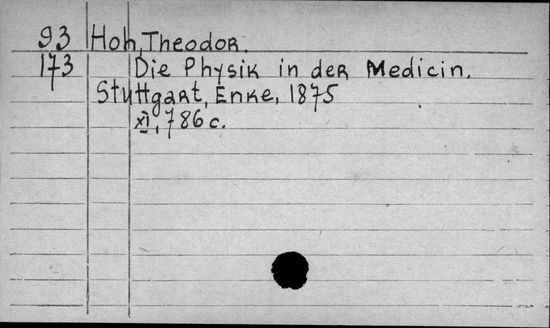 93 Hoh, Theodor.
173 Die Physik in der Medicin.
Stuttgart, Enke, 1875
XI, 786 c.